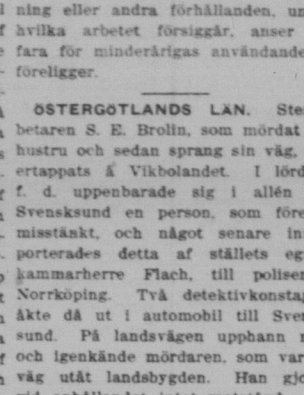 ning eller andra förhållanden, un
hvilka arbetet försiggår, anser
fara för minderårigas användande
föreligger.
ÖSTERGÖTLANDS LÄN. Ste
betaren S. E. Brolin, som mördat
hustru och sedan sprang sin väg,
ertappats å Vikbolandet. I lörd
f. d. uppenbarade sig i allén
Svensksund en person, som före
misstänkt, och något senare in
porterades detta af ställets eg
kammarherre Flach, till polisen
Norrköping. Två detektivkonsta
åkte då ut i automobil till Sven
sund. På landsvägen upphann
och igenkände mördaren, som var
väg utåt landsbygden. Han gjo